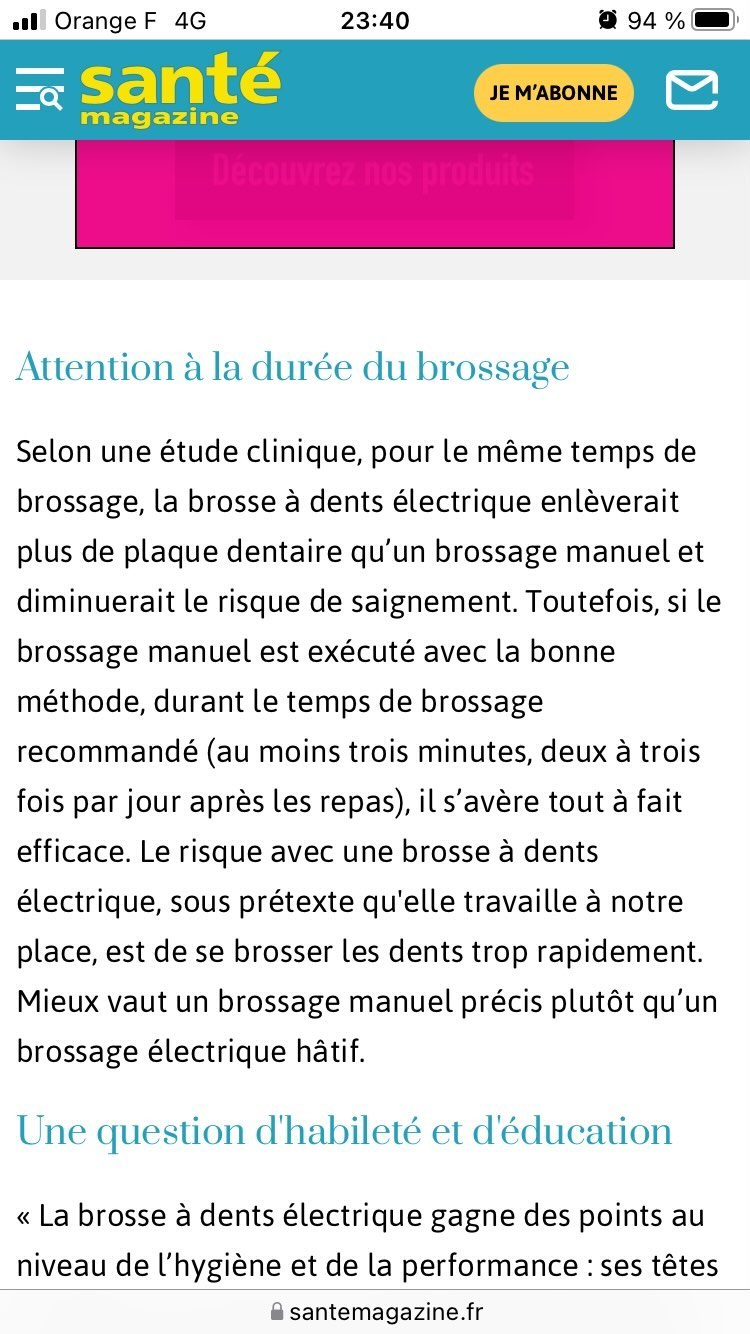 Orange F 4G 23:40 94 %
santé
magazine
JE M’ABONNE
Découvrez nos produits
Attention à la durée du brossage
Selon une étude clinique, pour le même temps de
brossage, la brosse à dents électrique enlèverait
plus de plaque dentaire qu’un brossage manuel et
diminuerait le risque de saignement. Toutefois, si le
brossage manuel est exécuté avec la bonne
méthode, durant le temps de brossage
recommandé (au moins trois minutes, deux à trois
fois par jour après les repas), il s’avère tout à fait
efficace. Le risque avec une brosse à dents
électrique, sous prétexte qu'elle travaille à notre
place, est de se brosser les dents trop rapidement.
Mieux vaut un brossage manuel précis plutôt qu’un
brossage électrique hâtif.
Une question d'habileté et d'éducation
« La brosse à dents électrique gagne des points au
niveau de l’hygiène et de la performance : ses têtes
santemagazine.fr